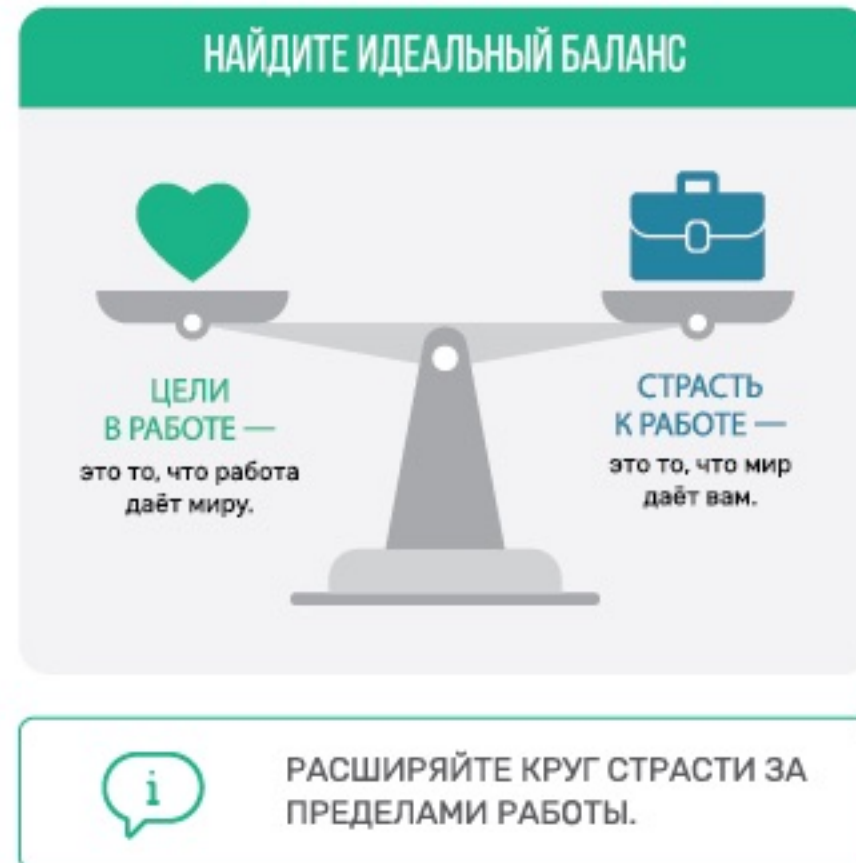 НАЙДИТЕ ИДЕАЛЬНЫЙ БАЛАНС
ЦЕЛИ
В РАБОТЕ —
это то, что работа
даёт миру.
СТРАСТЬ
К РАБОТЕ —
это то, что мир
даёт вам.
i
РАСШИРЯЙТЕ КРУГ СТРАСТИ ЗА
ПРЕДЕЛАМИ РАБОТЫ.